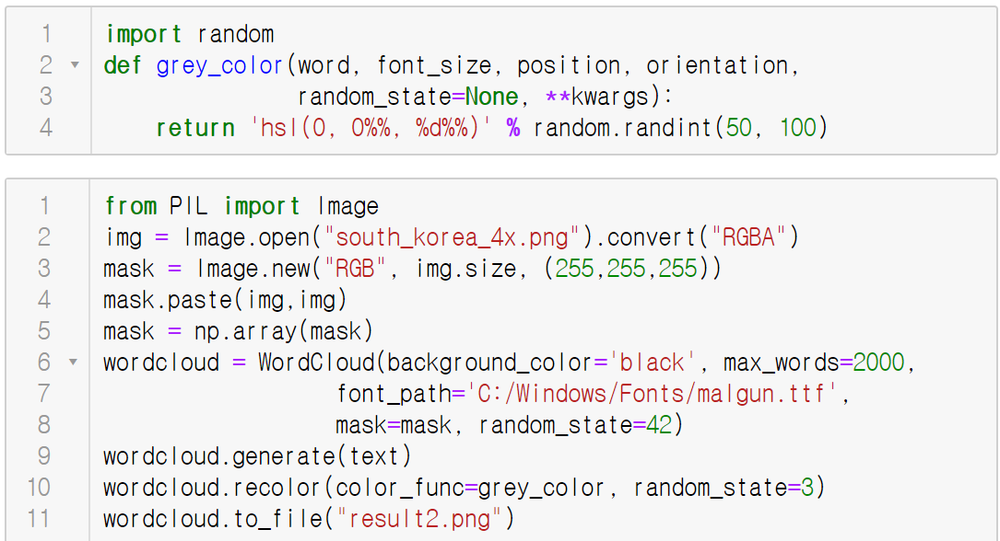 1 import random
2 def grey_color(word, font_size, position, orientation,
3 random_state=None, **kwargs):
4 return 'hsl(0, 0%%, %d%%)' % random.randint(50, 100)
1 from PIL import Image
2 img = Image.open("south_korea_4x.png").convert("RGBA")
3 mask = Image.new("RGB", img.size, (255,255,255))
4 mask.paste(img,img)
5 mask = np.array(mask)
6 wordcloud = WordCloud(background_color='black', max_words=2000,
7 font_path='C:/Windows/Fonts/malgun.ttf',
8 mask=mask, random_state=42)
9 wordcloud.generate(text)
10 wordcloud.recolor(color_func=grey_color, random_state=3)
11 wordcloud.to_file("result2.png")